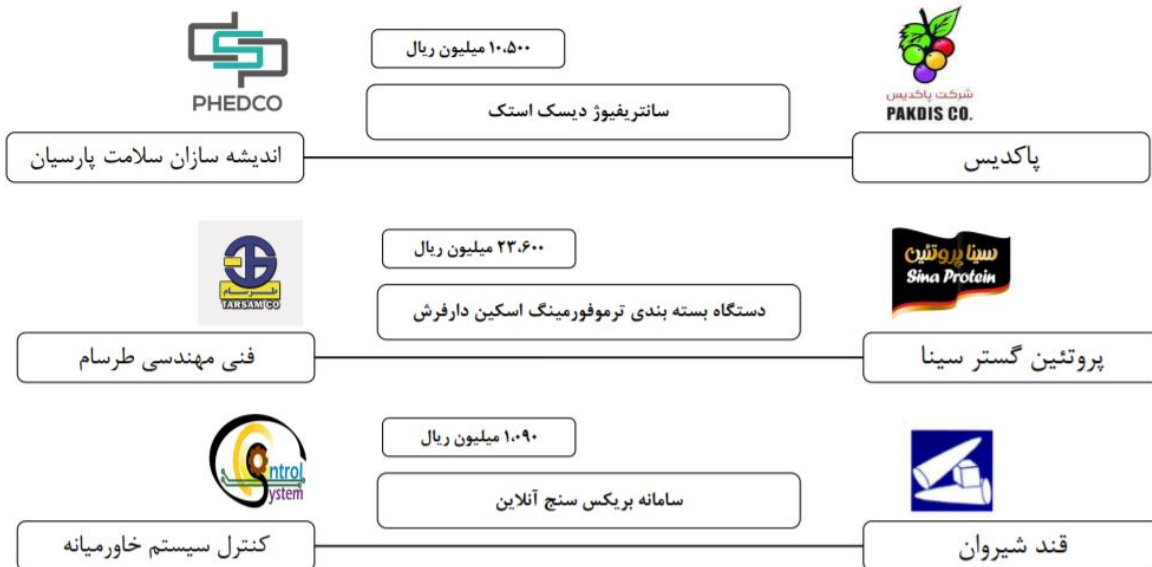 PHEDCO
۱۰،۵۰۰ میلیون ریال
شرکت پاکدیس
PAKDIS CO.
سانتریفیوژ دیسک استک
پاکدیس
اندیشه سازان سلامت پارسیان
سینا پروتئین
Sina Protein
۲۳،۶۰۰ میلیون ریال
طرسام
TARSAM CO
دستگاه بسته بندی ترموفورمینگ اسکین دارفرش
پروتئین گستر سینا
فنی مهندسی طرسام
۱،۰۹۰ میلیون ریال
ontrol
ystem
سامانه بریکس سنج آنلاین
قند شیروان
کنترل سیستم خاورمیانه